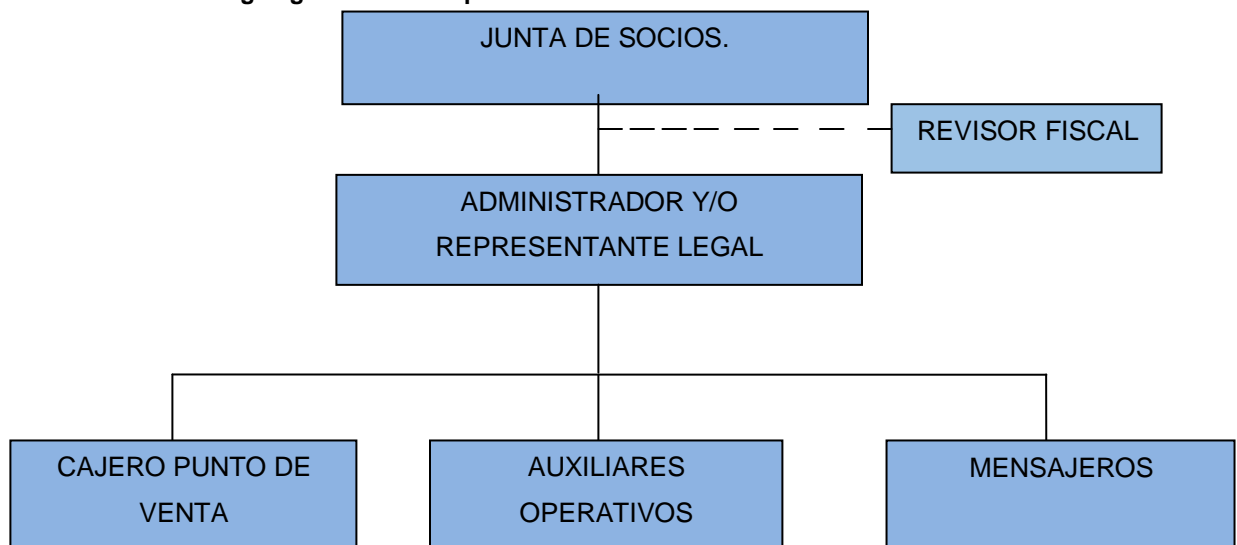 JUNTA DE SOCIOS.
REVISOR FISCAL
ADMINISTRADOR Y/O
REPRESENTANTE LEGAL
CAJERO PUNTO DE
VENTA
AUXILIARES
OPERATIVOS
MENSAJEROS